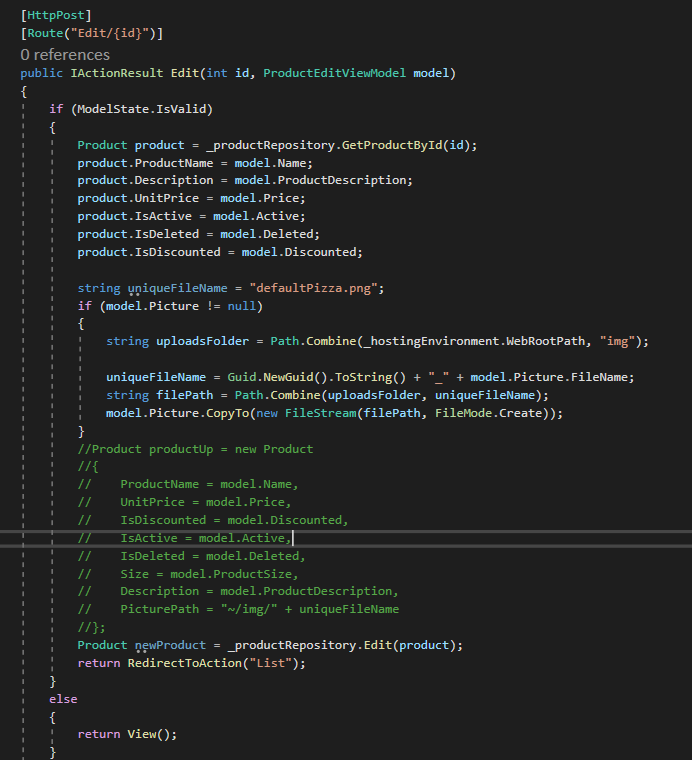 [HttpPost]
[Route("Edit/{id}")]
0 references
public IActionResult Edit(int id, ProductEditViewModel model)
{
if (ModelState.IsValid)
{
Product product = _productRepository.GetProductById(id);
product.ProductName = model.Name;
product.Description = model.ProductDescription;
product.UnitPrice = model.Price;
product.IsActive = model.Active;
product.IsDeleted = model.Deleted;
product.IsDiscounted = model.Discounted;
string uniqueFileName = "defaultPizza.png";
if (model.Picture != null)
{
string uploadsFolder = Path.Combine(_hostingEnvironment.WebRootPath, "img");
uniqueFileName = Guid.NewGuid().ToString() + "_" + model.Picture.FileName;
string filePath = Path.Combine(uploadsFolder, uniqueFileName);
model.Picture.CopyTo(new FileStream(filePath, FileMode.Create));
}
//Product productUp = new Product
//{
//    ProductName = model.Name,
//    UnitPrice = model.Price,
//    IsDiscounted = model.Discounted,
//    IsActive = model.Active,
//    IsDeleted = model.Deleted,
//    Size = model.ProductSize,
//    Description = model.ProductDescription,
//    PicturePath = "~/img/" + uniqueFileName
//};
Product newProduct = _productRepository.Edit(product);
return RedirectToAction("List");
}
else
{
return View();
}